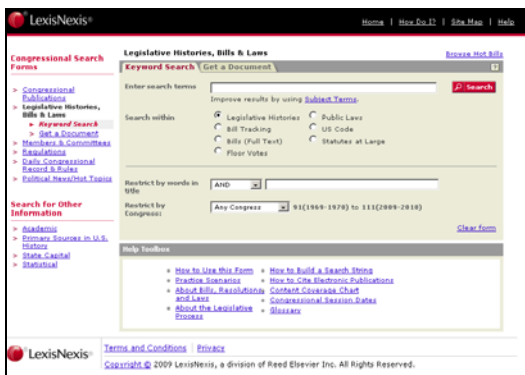 LexisNexis®
Home | How Do I? | Site Map | Help
Congressional Search Forms
> Congressional Publications
> Legislative Histories, Bills & Laws
> Keyword Search
> Get a Document
> Members & Committees
> Regulations
> Daily Congressional Record & Rules
> Political News/Hot Topics
Search for Other Information
> Academic
> Primary Sources in U.S. History
> State Capital
> Statistical
Legislative Histories, Bills & Laws
Browse Hot Bills
Keyword Search \ Get a Document
?
Enter search terms
Search
Improve results by using Subject Terms.
Search within
Legislative Histories
Public Laws
Bill Tracking
US Code
Bills (Full Text)
Statutes at Large
Floor Votes
Restrict by words in title
AND
Restrict by Congress:
Any Congress
91(1969-1970) to 111(2009-2010)
Clear form
Help Toolbox
How to Use this Form
Practice Scenarios
About Bills, Resolutions and Laws
About the Legislative Process
How to Build a Search String
How to Cite Electronic Publications
Content Coverage Chart
Congressional Session Dates
Glossary
LexisNexis®
Terms and Conditions | Privacy
Copyright © 2009 LexisNexis, a division of Reed Elsevier Inc. All Rights Reserved.